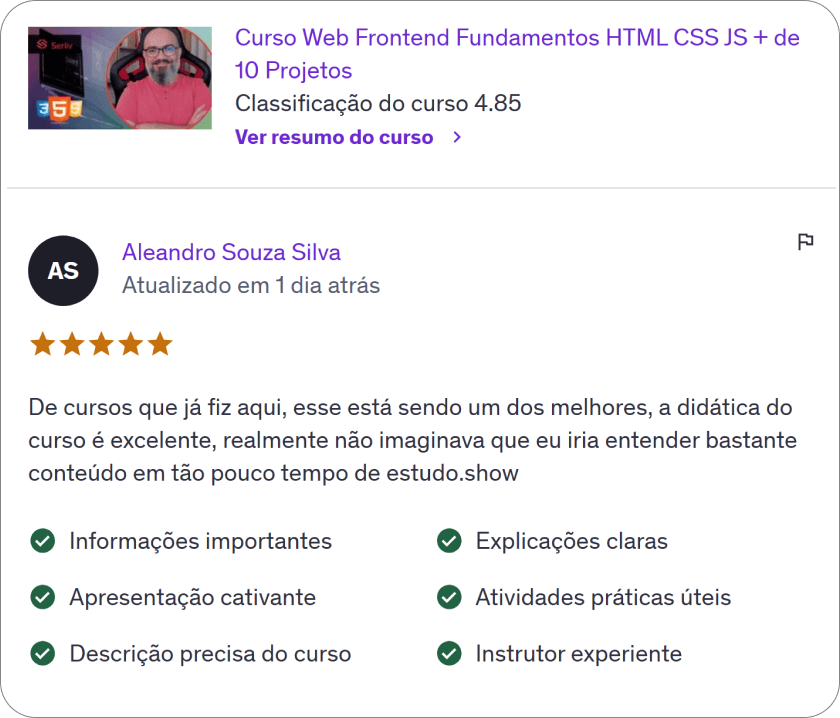 Serliv
3 5 S
Curso Web Frontend Fundamentos HTML CSS JS + de
10 Projetos
Classificação do curso 4.85
Ver resumo do curso
AS
Aleandro Souza Silva
Atualizado em 1 dia atrás
De cursos que já fiz aqui, esse está sendo um dos melhores, a didática do
curso é excelente, realmente não imaginava que eu iria entender bastante
conteúdo em tão pouco tempo de estudo.show
Informações importantes
Explicações claras
Apresentação cativante
Atividades práticas úteis
Descrição precisa do curso
Instrutor experiente